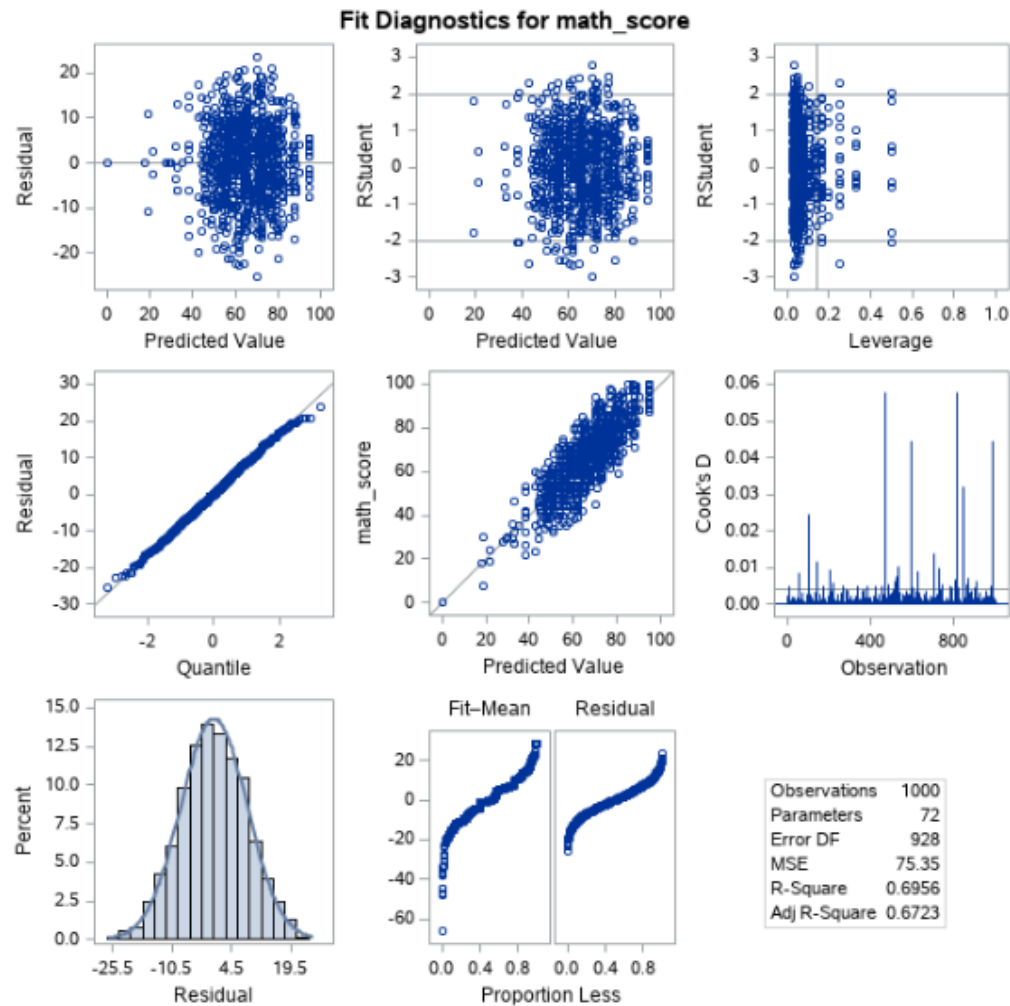 Fit Diagnostics for math_score
20
10
0
-10
-20
Residual
0 20 40 60 80 100
Predicted Value
3
2
1
0
-1
-2
-3
RStudent
0 20 40 60 80 100
Predicted Value
3
2
1
0
-1
-2
-3
RStudent
0.0 0.2 0.4 0.6 0.8 1.0
Leverage
30
20
10
0
-10
-20
-30
Residual
-2 0 2
Quantile
100
80
60
40
20
0
math_score
0 20 40 60 80 100
Predicted Value
0.06
0.05
0.04
0.03
0.02
0.01
0.00
Cook's D
0 400 800
Observation
15.0
12.5
10.0
7.5
5.0
2.5
0.0
Percent
-25.5 -10.5 4.5 19.5
Residual
Fit–Mean Residual
20
0
-20
-40
-60
0.0 0.4 0.8 0.0 0.4 0.8
Proportion Less
Observations 1000
Parameters 72
Error DF 928
MSE 75.35
R-Square 0.6956
Adj R-Square 0.6723